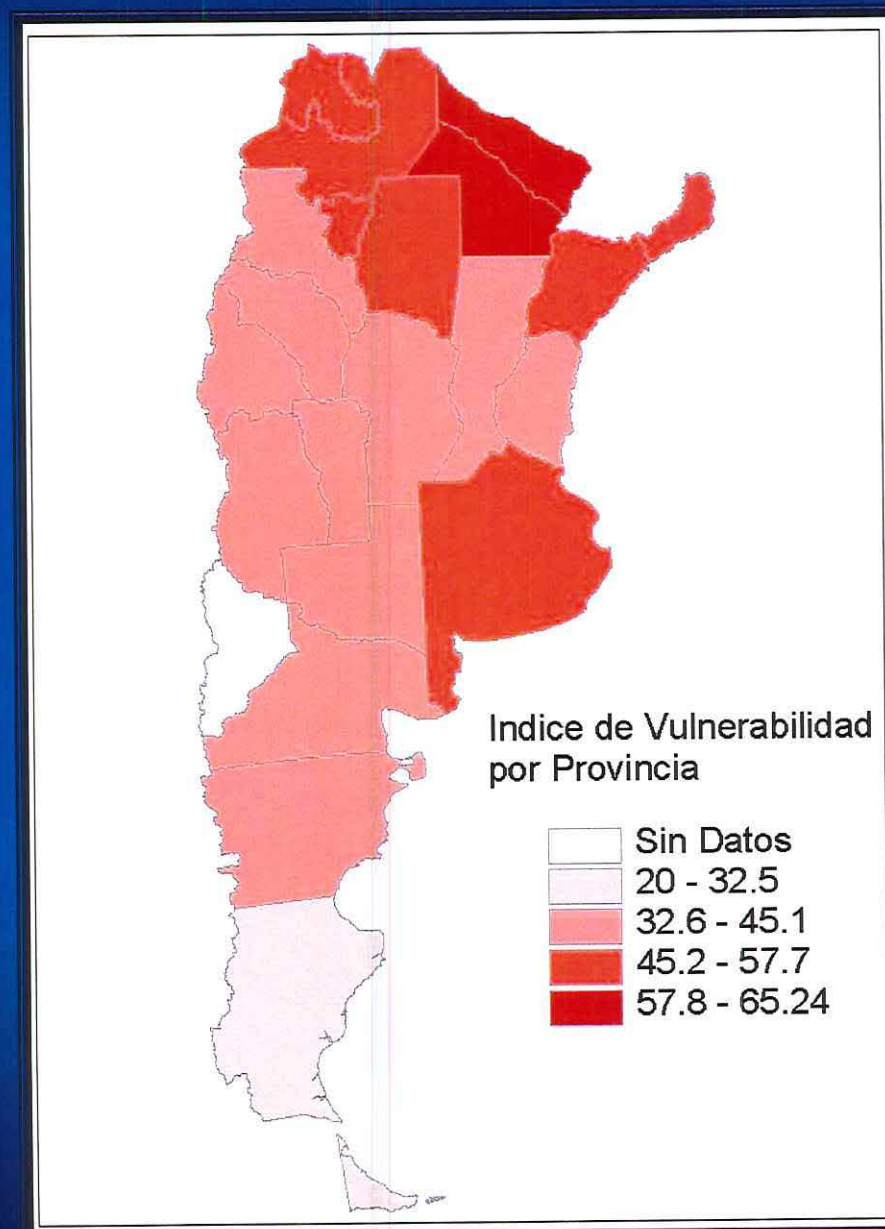 Indice de Vulnerabilidad
por Provincia
Sin Datos
20 - 32.5
32.6 - 45.1
45.2 - 57.7
57.8 - 65.24